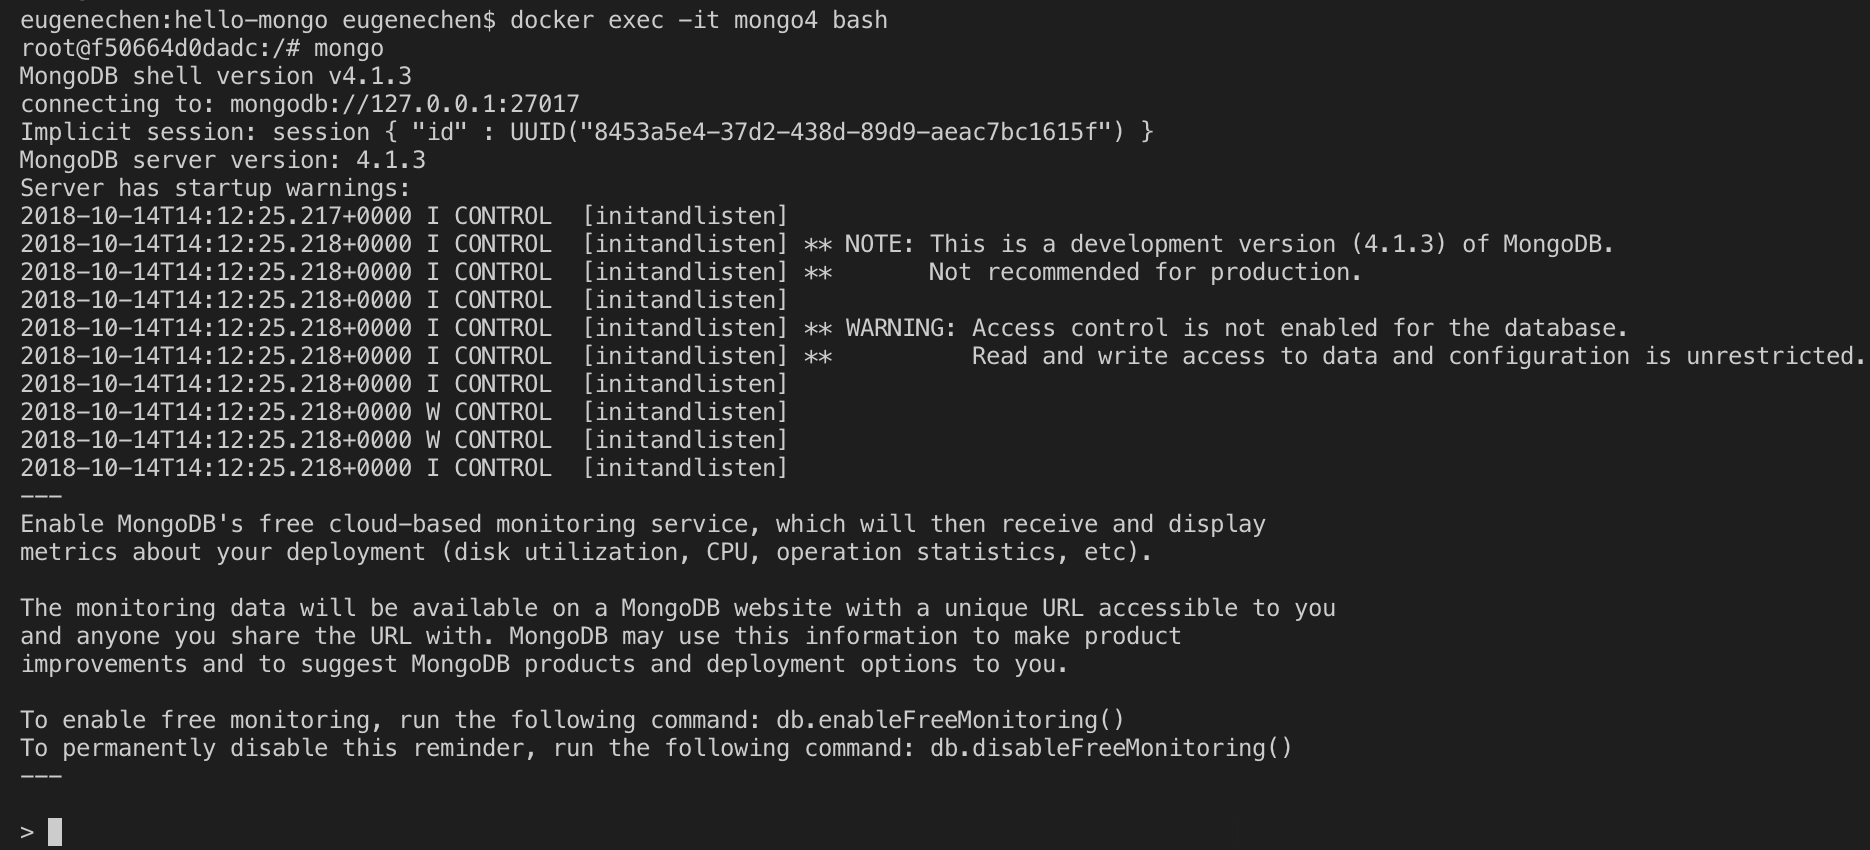 eugenechen:hello-mongo eugenechen$ docker exec -it mongo4 bash
root@f50664d0dadc:/# mongo
MongoDB shell version v4.1.3
connecting to: mongodb://127.0.0.1:27017
Implicit session: session { "id" : UUID("8453a5e4-37d2-438d-89d9-aeac7bc1615f") }
MongoDB server version: 4.1.3
Server has startup warnings:
2018-10-14T14:12:25.217+0000 I CONTROL  [initandlisten]
2018-10-14T14:12:25.218+0000 I CONTROL  [initandlisten] ** NOTE: This is a development version (4.1.3) of MongoDB.
2018-10-14T14:12:25.218+0000 I CONTROL  [initandlisten] **       Not recommended for production.
2018-10-14T14:12:25.218+0000 I CONTROL  [initandlisten]
2018-10-14T14:12:25.218+0000 I CONTROL  [initandlisten] ** WARNING: Access control is not enabled for the database.
2018-10-14T14:12:25.218+0000 I CONTROL  [initandlisten] **          Read and write access to data and configuration is unrestricted.
2018-10-14T14:12:25.218+0000 I CONTROL  [initandlisten]
2018-10-14T14:12:25.218+0000 W CONTROL  [initandlisten]
2018-10-14T14:12:25.218+0000 W CONTROL  [initandlisten]
2018-10-14T14:12:25.218+0000 I CONTROL  [initandlisten]
---
Enable MongoDB's free cloud-based monitoring service, which will then receive and display
metrics about your deployment (disk utilization, CPU, operation statistics, etc).
The monitoring data will be available on a MongoDB website with a unique URL accessible to you
and anyone you share the URL with. MongoDB may use this information to make product
improvements and to suggest MongoDB products and deployment options to you.
To enable free monitoring, run the following command: db.enableFreeMonitoring()
To permanently disable this reminder, run the following command: db.disableFreeMonitoring()
---
>